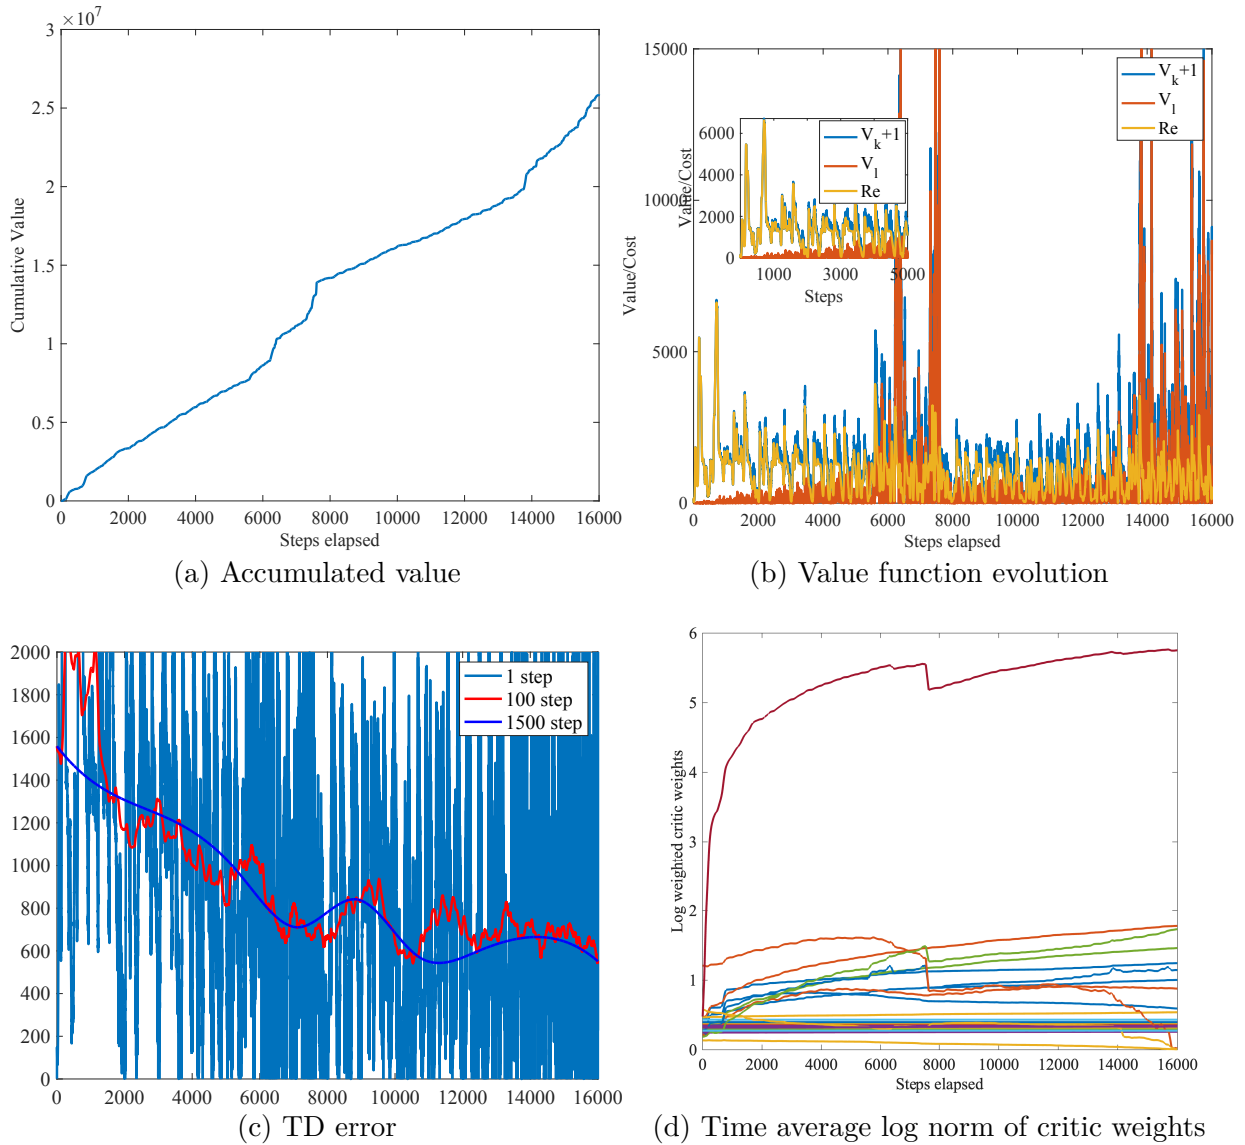 ×10^7
3
2.5
2
1.5
1
0.5
0
Cumulative Value
0 2000 4000 6000 8000 10000 12000 14000 16000
Steps elapsed
(a) Accumulated value
15000
10000
5000
0
Value/Cost
V_k+1
V_l
Re
6000
4000
2000
0
Value/Cost
V_k+1
V_l
Re
1000 3000 5000
Steps
0 2000 4000 6000 8000 10000 12000 14000 16000
Steps elapsed
(b) Value function evolution
2000
1800
1600
1400
1200
1000
800
600
400
200
0
1 step
100 step
1500 step
0 2000 4000 6000 8000 10000 12000 14000 16000
(c) TD error
6
5
4
3
2
1
0
Log weighted critic weights
0 2000 4000 6000 8000 10000 12000 14000 16000
Steps elapsed
(d) Time average log norm of critic weights